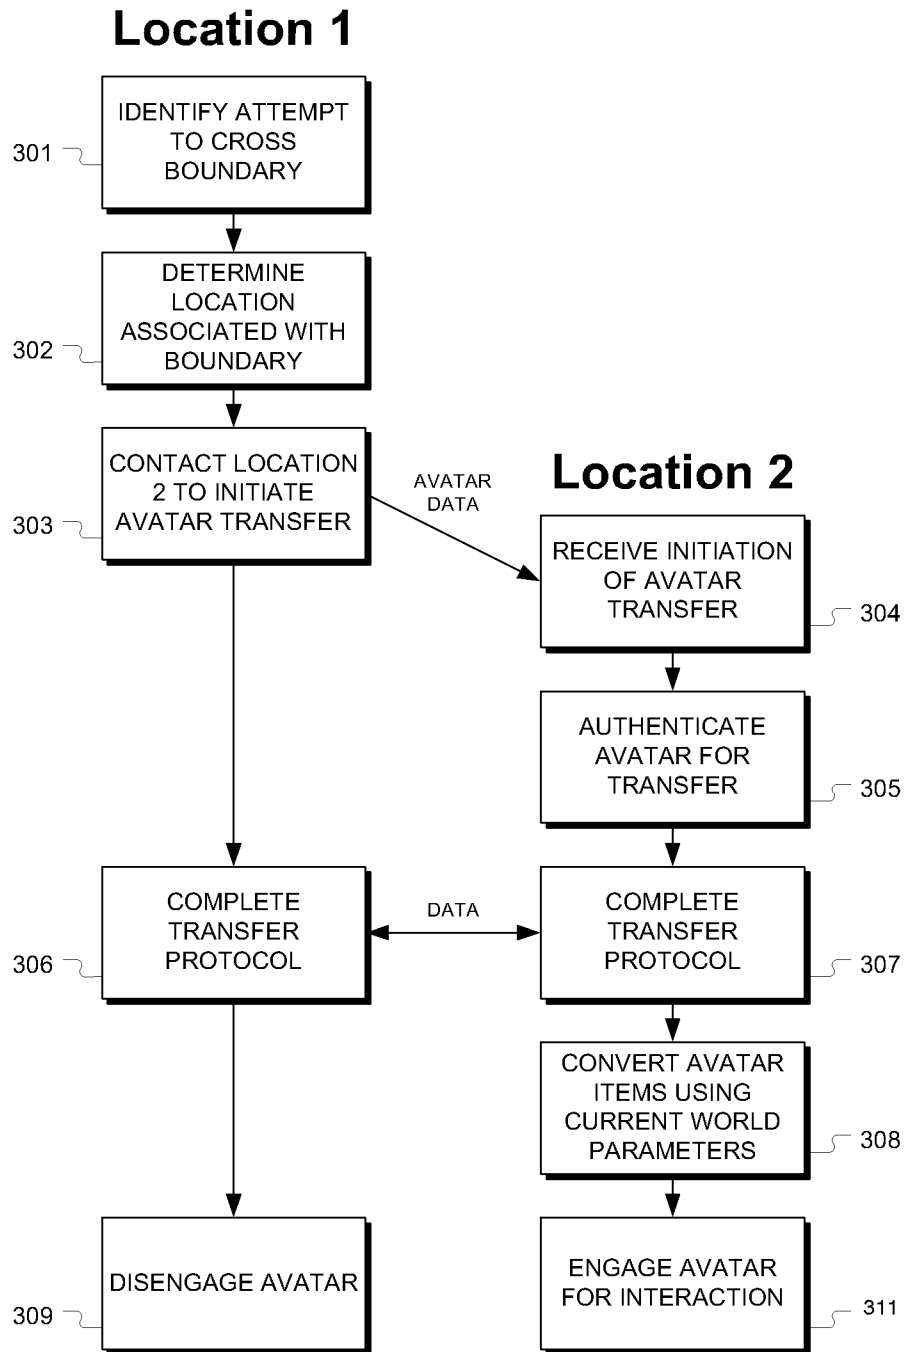 Location 1
IDENTIFY ATTEMPT
TO CROSS
BOUNDARY
301
DETERMINE
LOCATION
ASSOCIATED WITH
BOUNDARY
302
CONTACT LOCATION
2 TO INITIATE
AVATAR TRANSFER
303
AVATAR
DATA
Location 2
RECEIVE INITIATION
OF AVATAR
TRANSFER
304
AUTHENTICATE
AVATAR FOR
TRANSFER
305
COMPLETE
TRANSFER
PROTOCOL
306
DATA
COMPLETE
TRANSFER
PROTOCOL
307
CONVERT AVATAR
ITEMS USING
CURRENT WORLD
PARAMETERS
308
DISENGAGE AVATAR
309
ENGAGE AVATAR
FOR INTERACTION
311